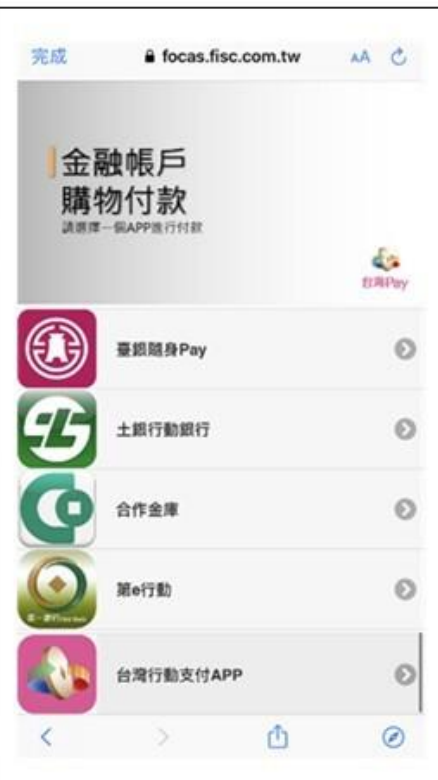 完成 focas.fisc.com.tw AA
金融帳戶
購物付款
請選擇一個APP進行付款
台灣Pay
臺銀隨身Pay
土銀行動銀行
合作金庫
第e行動
台灣行動支付APP